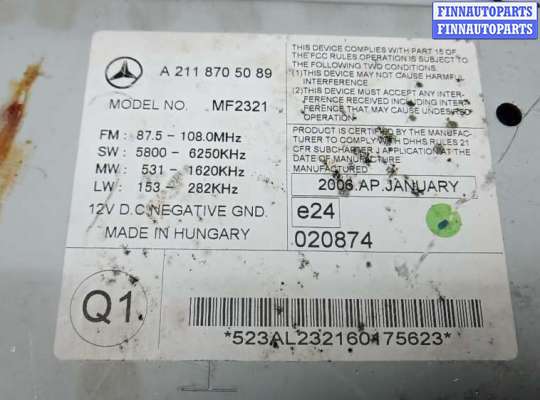 FINNAUTOPARTS
FINNAUTOPARTS
A 211 870 50 89
MODEL NO. MF2321
FM : 87.5 - 108.0MHz
SW : 5800 - 6250KHz
MW : 531 - 1620KHz
LW : 153 - 282KHz
12V D.C NEGATIVE GND.
MADE IN HUNGARY
THIS DEVICE COMPLIES WITH PART 15 OF
THE FCC RULES OPERATION IS SUBJECT TO
THE FOLLOWING TWO CONDITIONS.
(1)THIS DEVICE MAY NOT CAUSE HARMFUL
INTERFERENCE
(2)THIS DEVICE MUST ACCEPT ANY INTER-
FERENCE RECEIVED INCLUDING INTER-
FERENCE THAT MAY CAUSE UNDESIRED
OPERATION.
PRODUCT IS CERTIFIED BY THE MANUFAC-
TURER TO COMPLY WITH DHHS RULES 21
CFR SUBCHAPTER J APPLICATION AT THE
DATE OF MANUFACTURE.
MANUFACTURED
2006.AP.JANUARY
e24
020874
Q1
*523AL232160175623*